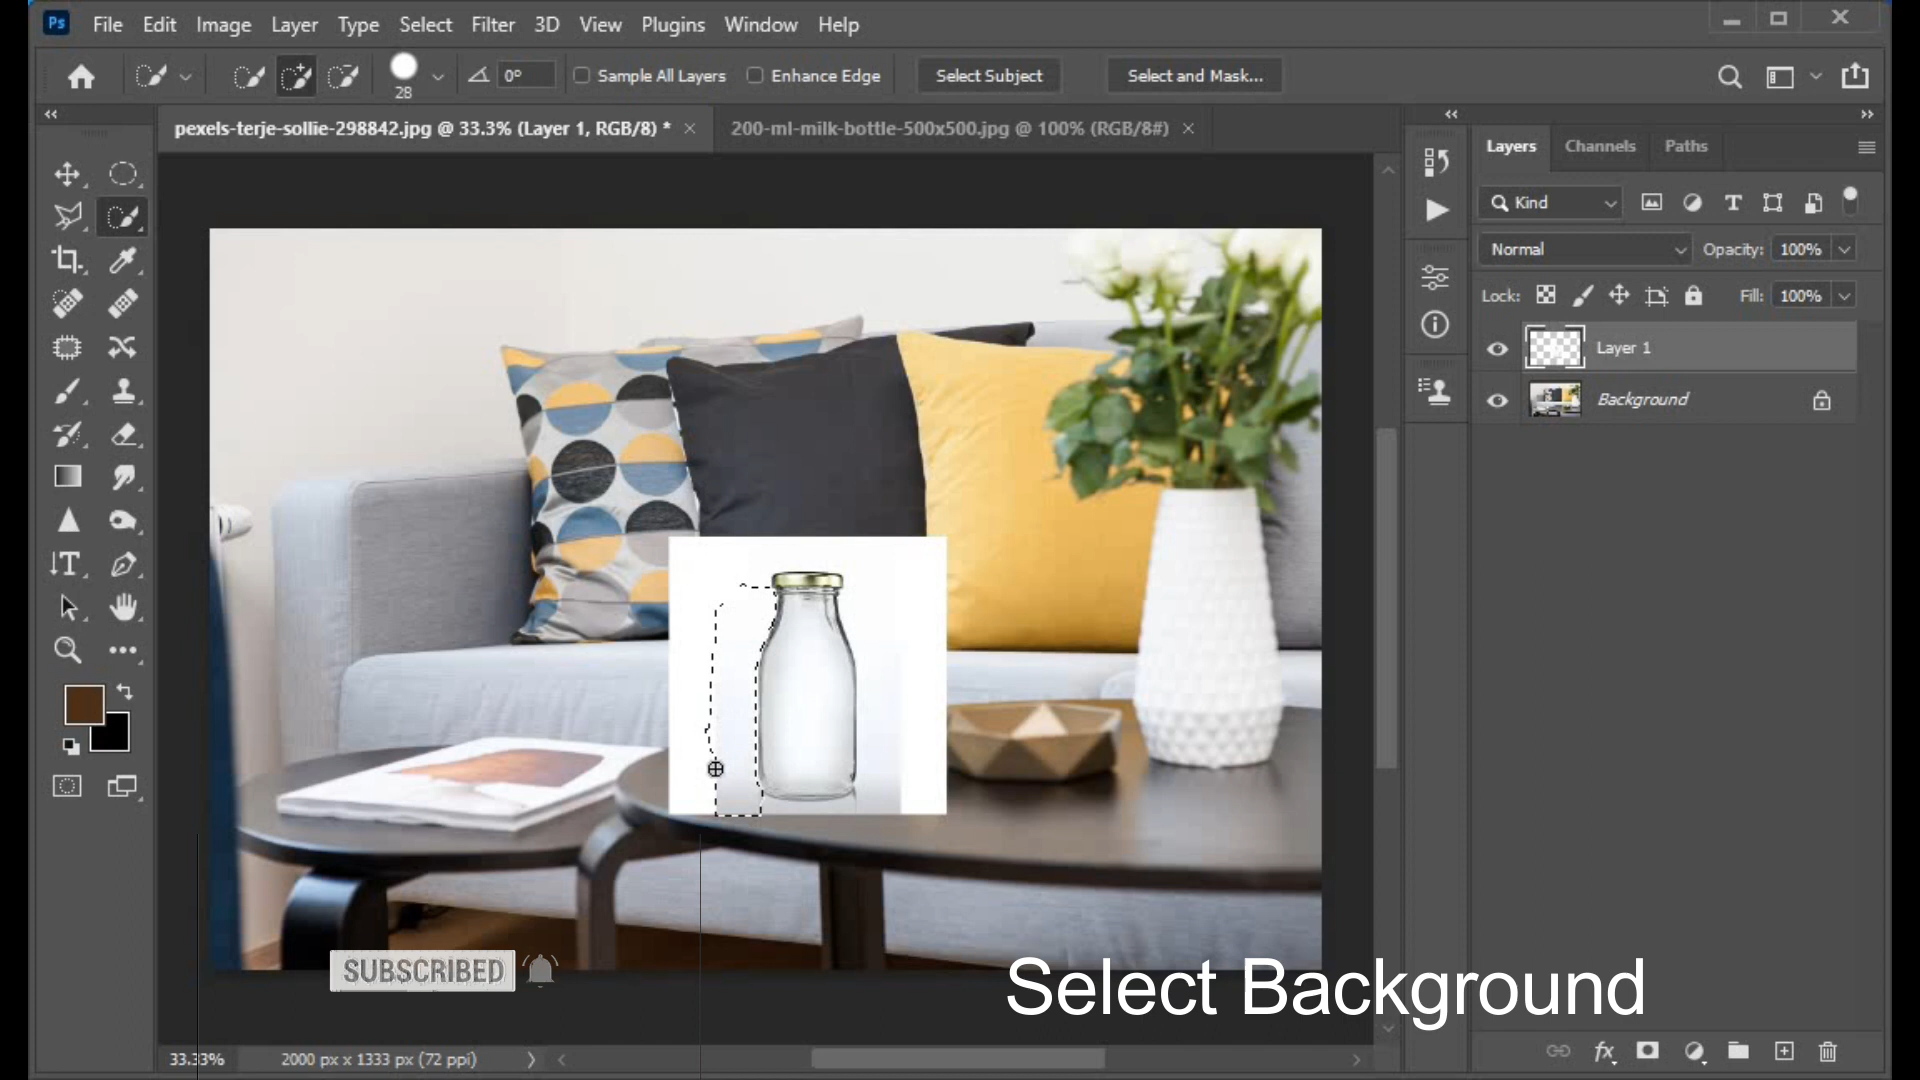 Ps File Edit Image Layer Type Select Filter 3D View Plugins Window Help
28 0° Sample All Layers Enhance Edge Select Subject Select and Mask...
pexels-terje-sollie-298842.jpg @ 33.3% (Layer 1, RGB/8) * × 200-ml-milk-bottle-500x500.jpg @ 100% (RGB/8#) ×
Layers Channels Paths
Kind
Normal Opacity: 100%
Lock: Fill: 100%
Layer 1
Background
SUBSCRIBED
Select Background
33.33% 2000 px x 1333 px (72 ppi)
fx